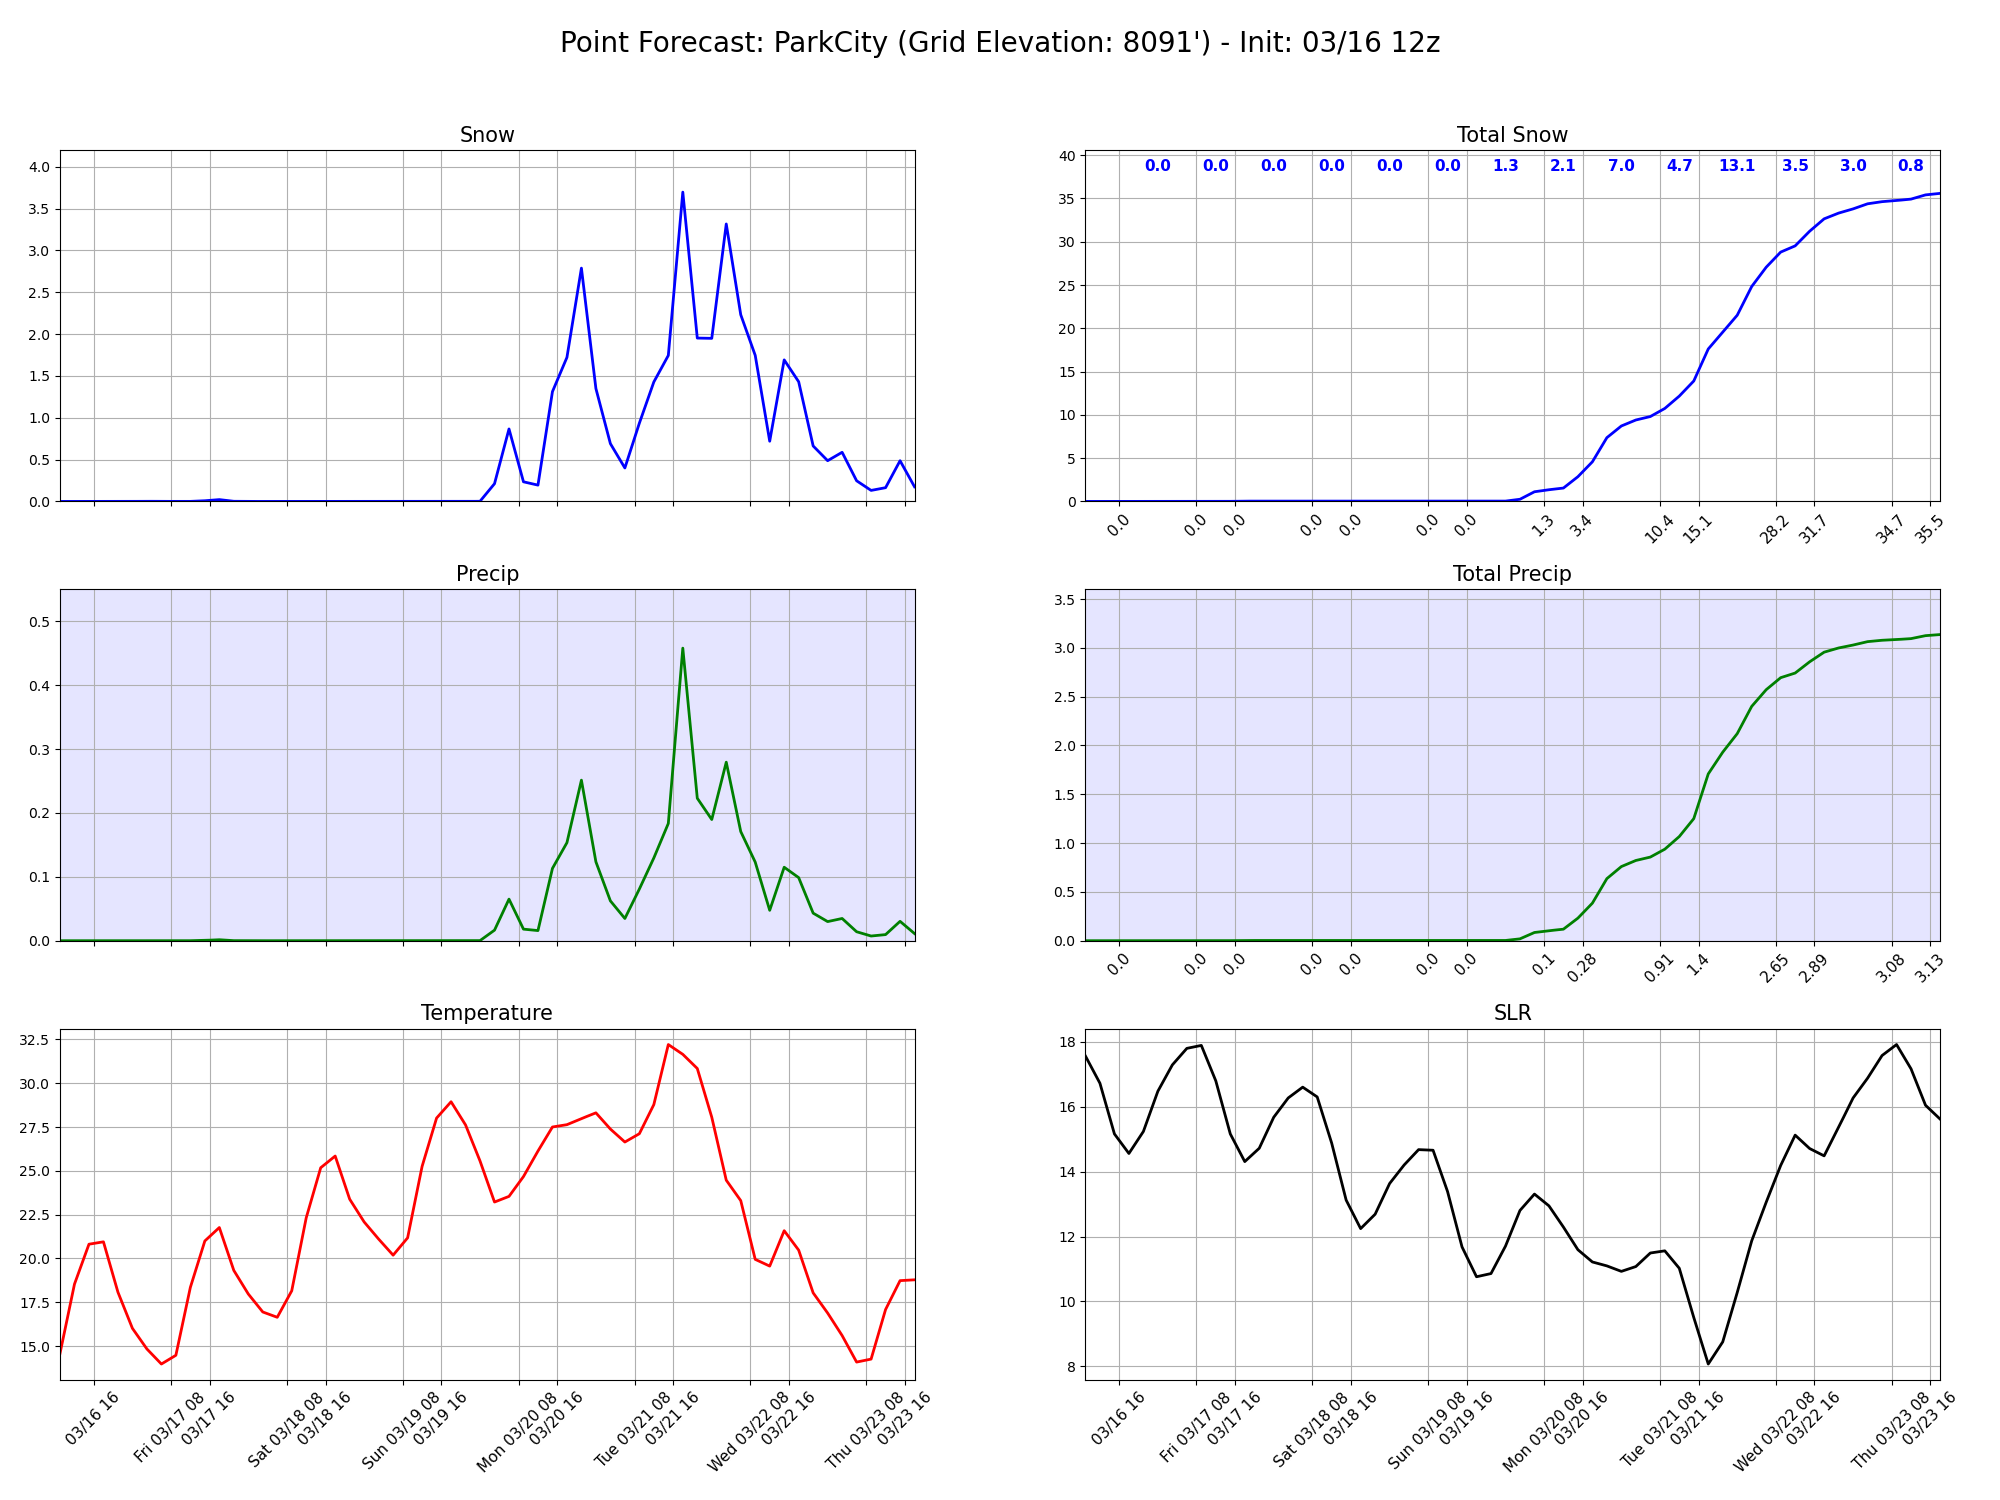 Point Forecast: ParkCity (Grid Elevation: 8091') - Init: 03/16 12z
Snow
4.0
3.5
3.0
2.5
2.0
1.5
1.0
0.5
0.0
Total Snow
0.0 0.0 0.0 0.0 0.0 0.0 1.3 2.1 7.0 4.7 13.1 3.5 3.0 0.8
40
35
30
25
20
15
10
5
0
0.0 0.0 0.0 0.0 0.0 0.0 0.0 1.3 3.4 10.4 15.1 28.2 31.7 34.7 35.5
Precip
0.5
0.4
0.3
0.2
0.1
0.0
Total Precip
3.5
3.0
2.5
2.0
1.5
1.0
0.5
0.0
0.0 0.0 0.0 0.0 0.0 0.0 0.0 0.1 0.28 0.91 1.4 2.65 2.89 3.08 3.13
Temperature
32.5
30.0
27.5
25.0
22.5
20.0
17.5
15.0
03/16 16
Fri 03/17 08
03/17 16
Sat 03/18 08
03/18 16
Sun 03/19 08
03/19 16
Mon 03/20 08
03/20 16
Tue 03/21 08
03/21 16
Wed 03/22 08
03/22 16
Thu 03/23 08
03/23 16
SLR
18
16
14
12
10
8
03/16 16
Fri 03/17 08
03/17 16
Sat 03/18 08
03/18 16
Sun 03/19 08
03/19 16
Mon 03/20 08
03/20 16
Tue 03/21 08
03/21 16
Wed 03/22 08
03/22 16
Thu 03/23 08
03/23 16